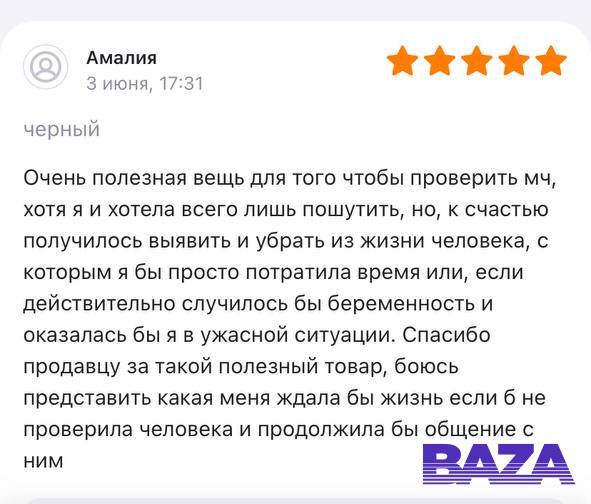 Амалия
3 июня, 17:31
черный
Очень полезная вещь для того чтобы проверить мч,
хотя я и хотела всего лишь пошутить, но, к счастью
получилось выявить и убрать из жизни человека, с
которым я бы просто потратила время или, если
действительно случилось бы беременность и
оказалась бы я в ужасной ситуации. Спасибо
продавцу за такой полезный товар, боюсь
представить какая меня ждала бы жизнь если б не
проверила человека и продолжила бы общение с
ним
BAZA